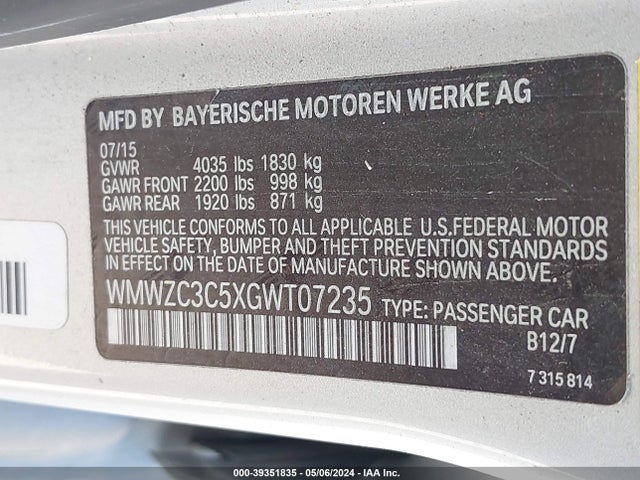 MFD BY BAYERISCHE MOTOREN WERKE AG
07/15
GVWR 4035 lbs 1830 kg
GAWR FRONT 2200 lbs 998 kg
GAWR REAR 1920 lbs 871 kg
THIS VEHICLE CONFORMS TO ALL APPLICABLE U.S.FEDERAL MOTOR
VEHICLE SAFETY, BUMPER AND THEFT PREVENTION STANDARDS
IN EFFECT ON THE DATE OF MANUFACTURE SHOWN ABOVE.
WMWZC3C5XGWT07235 TYPE: PASSENGER CAR
B12/7
7 315 814
000-39351835 - 05/06/2024 - IAA, Inc.